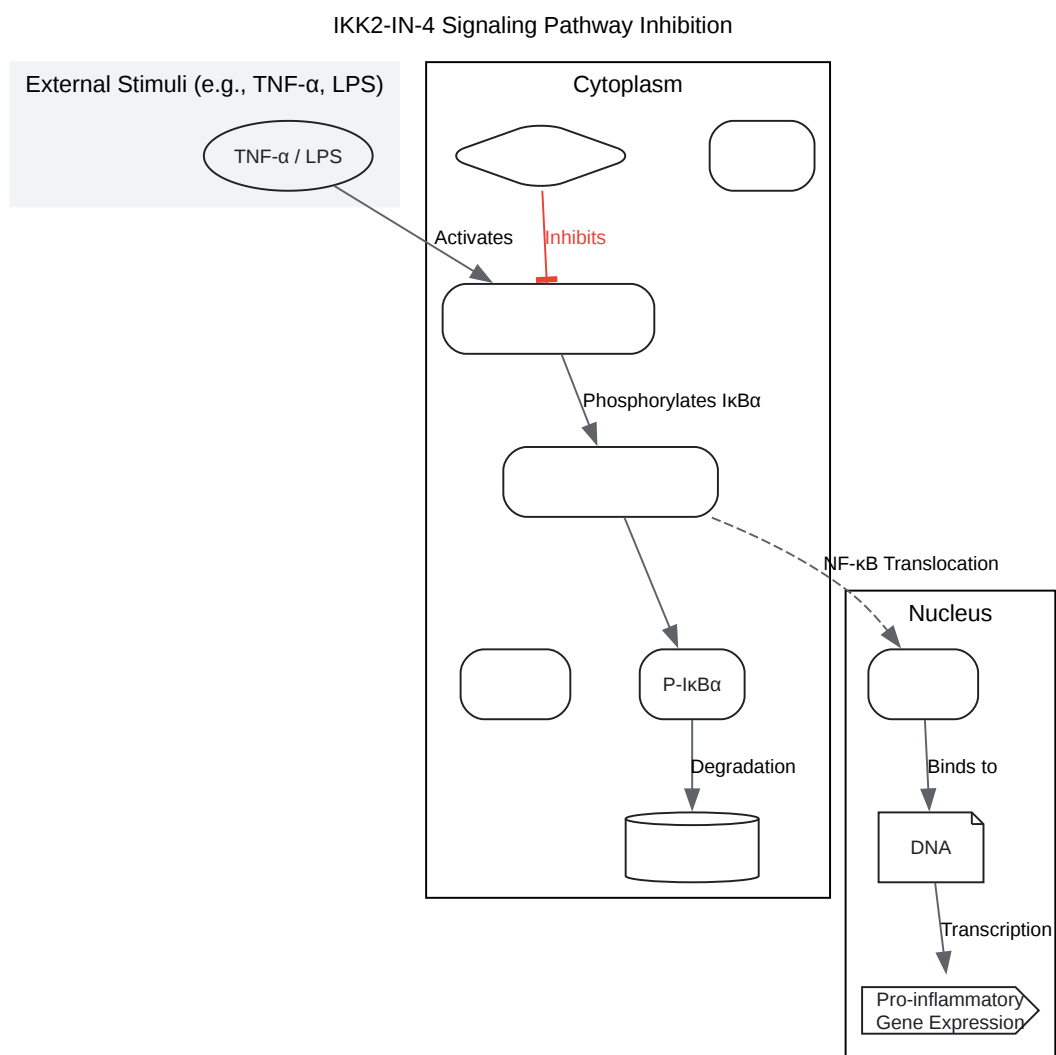 IKK2-IN-4 Signaling Pathway Inhibition
External Stimuli (e.g., TNF-α, LPS)
Cytoplasm
TNF-α / LPS
Activates
Inhibits
Phosphorylates IκBα
NF-κB Translocation
Nucleus
P-IκBα
Degradation
Binds to
DNA
Transcription
Pro-inflammatory
Gene Expression